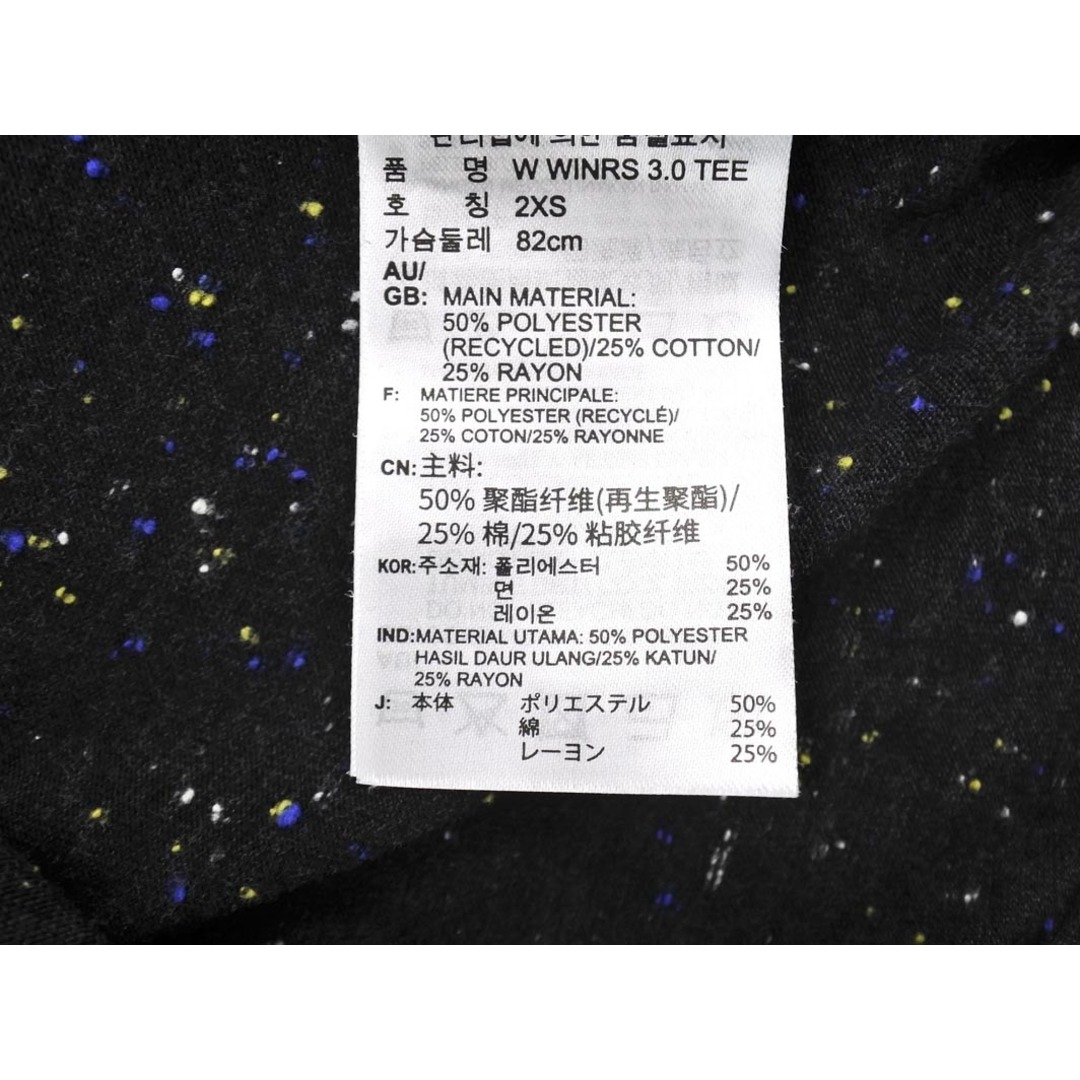 품 명 W WINRS 3.0 TEE
호 칭 2XS
가슴둘레 82cm
AU/
GB: MAIN MATERIAL:
50% POLYESTER
(RECYCLED)/25% COTTON/
25% RAYON
F: MATIERE PRINCIPALE:
50% POLYESTER (RECYCLÉ)/
25% COTON/25% RAYONNE
CN:主料:
50% 聚酯纤维(再生聚酯)/
25% 棉/25% 粘胶纤维
KOR:주소재: 폴리에스터 50%
면 25%
레이온 25%
IND:MATERIAL UTAMA: 50% POLYESTER
HASIL DAUR ULANG/25% KATUN/
25% RAYON
J: 本体 ポリエステル 50%
綿 25%
レーヨン 25%